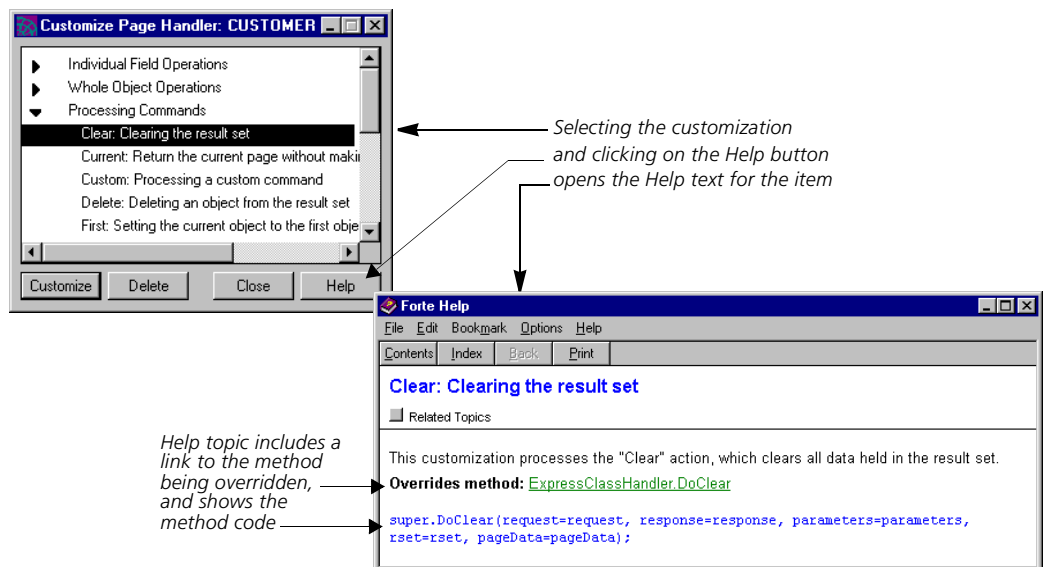 Customize Page Handler: CUSTOMER
Individual Field Operations
Whole Object Operations
Processing Commands
Clear: Clearing the result set
Current: Return the current page without maki
Custom: Processing a custom command
Delete: Deleting an object from the result set
First: Setting the current object to the first obje
Customize Delete Close Help
Selecting the customization
and clicking on the Help button
opens the Help text for the item
Forte Help
File Edit Bookmark Options Help
Contents Index Back Print
Clear: Clearing the result set
Related Topics
This customization processes the "Clear" action, which clears all data held in the result set.
Overrides method: ExpressClassHandler.DoClear
super.DoClear(request=request, response=response, parameters=parameters,
rset=rset, pageData=pageData);
Help topic includes a
link to the method
being overridden,
and shows the
method code